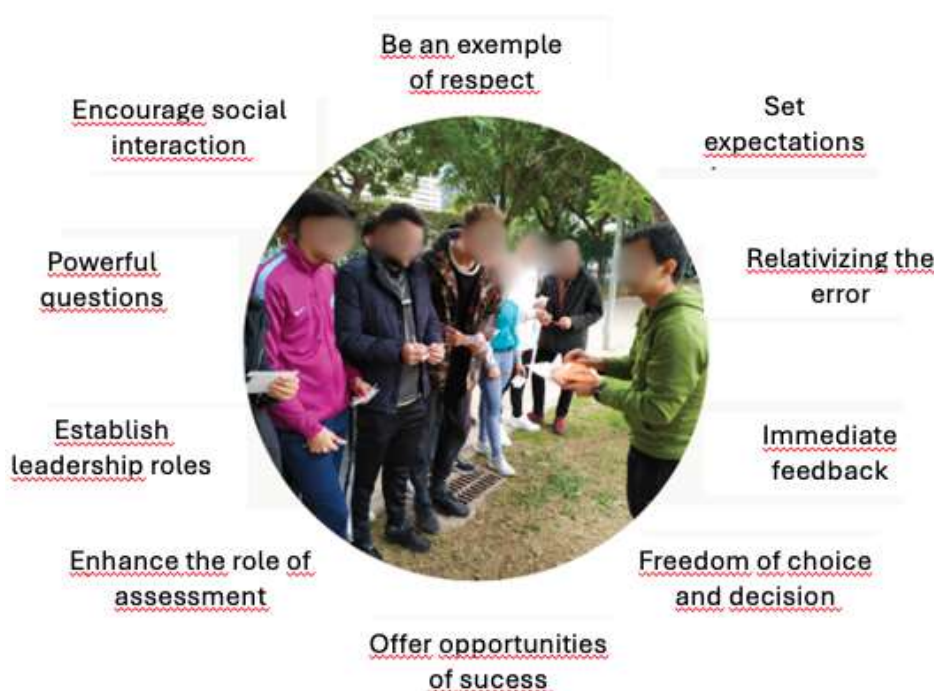 Be an exemple
of respect
Set
expectations
Relativizing the
error
Immediate
feedback
Freedom of choice
and decision
Offer opportunities
of sucess
Enhance the role of
assessment
Establish
leadership roles
Powerful
questions
Encourage social
interaction